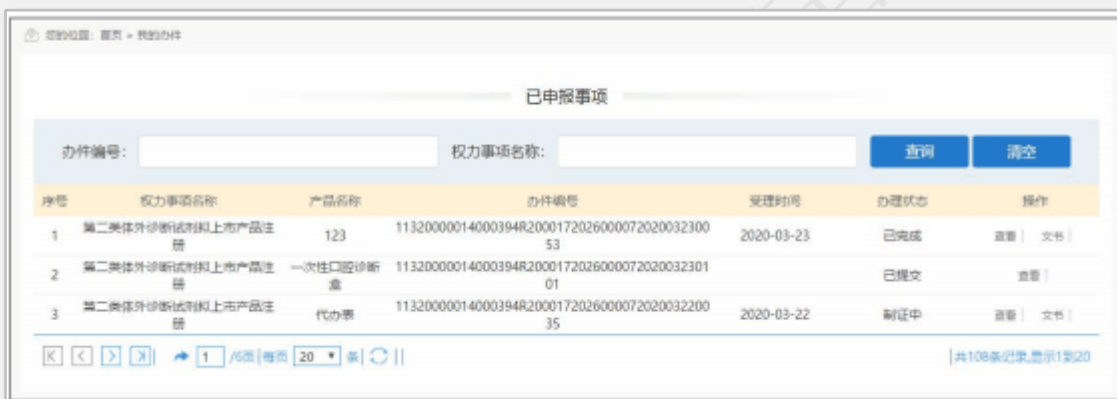 您的位置：首页 » 我的办件
已申报事项
办件编号： 权力事项名称： 查询 清空
序号 权力事项名称 产品名称 办件编号 受理时间 办理状态 操作
1 第二类体外诊断试剂拟上市产品注册 123 11320000014000394R200017202600007202003230053 2020-03-23 已完成 查看 | 文书 |
2 第二类体外诊断试剂拟上市产品注册 一次性口腔诊断盒 11320000014000394R20001720260000720200323010​1 已提交 查看 |
3 第二类体外诊断试剂拟上市产品注册 代办表 11320000014000394R20001720260000720200322003​5 2020-03-22 制证中 查看 | 文书 |
1 /6页 | 每页 20 条 |
共108条记录,显示1到20